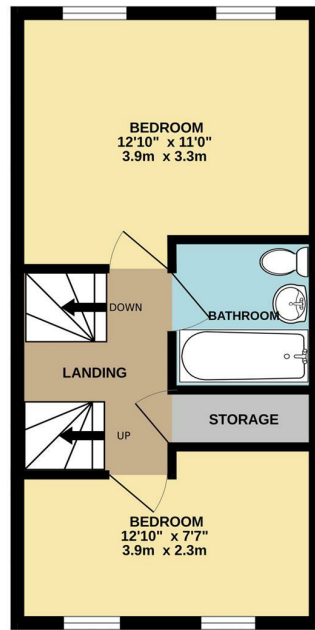 BEDROOM
12'10" x 11'0"
3.9m x 3.3m
DOWN
BATHROOM
LANDING
STORAGE
UP
BEDROOM
12'10" x 7'7"
3.9m x 2.3m